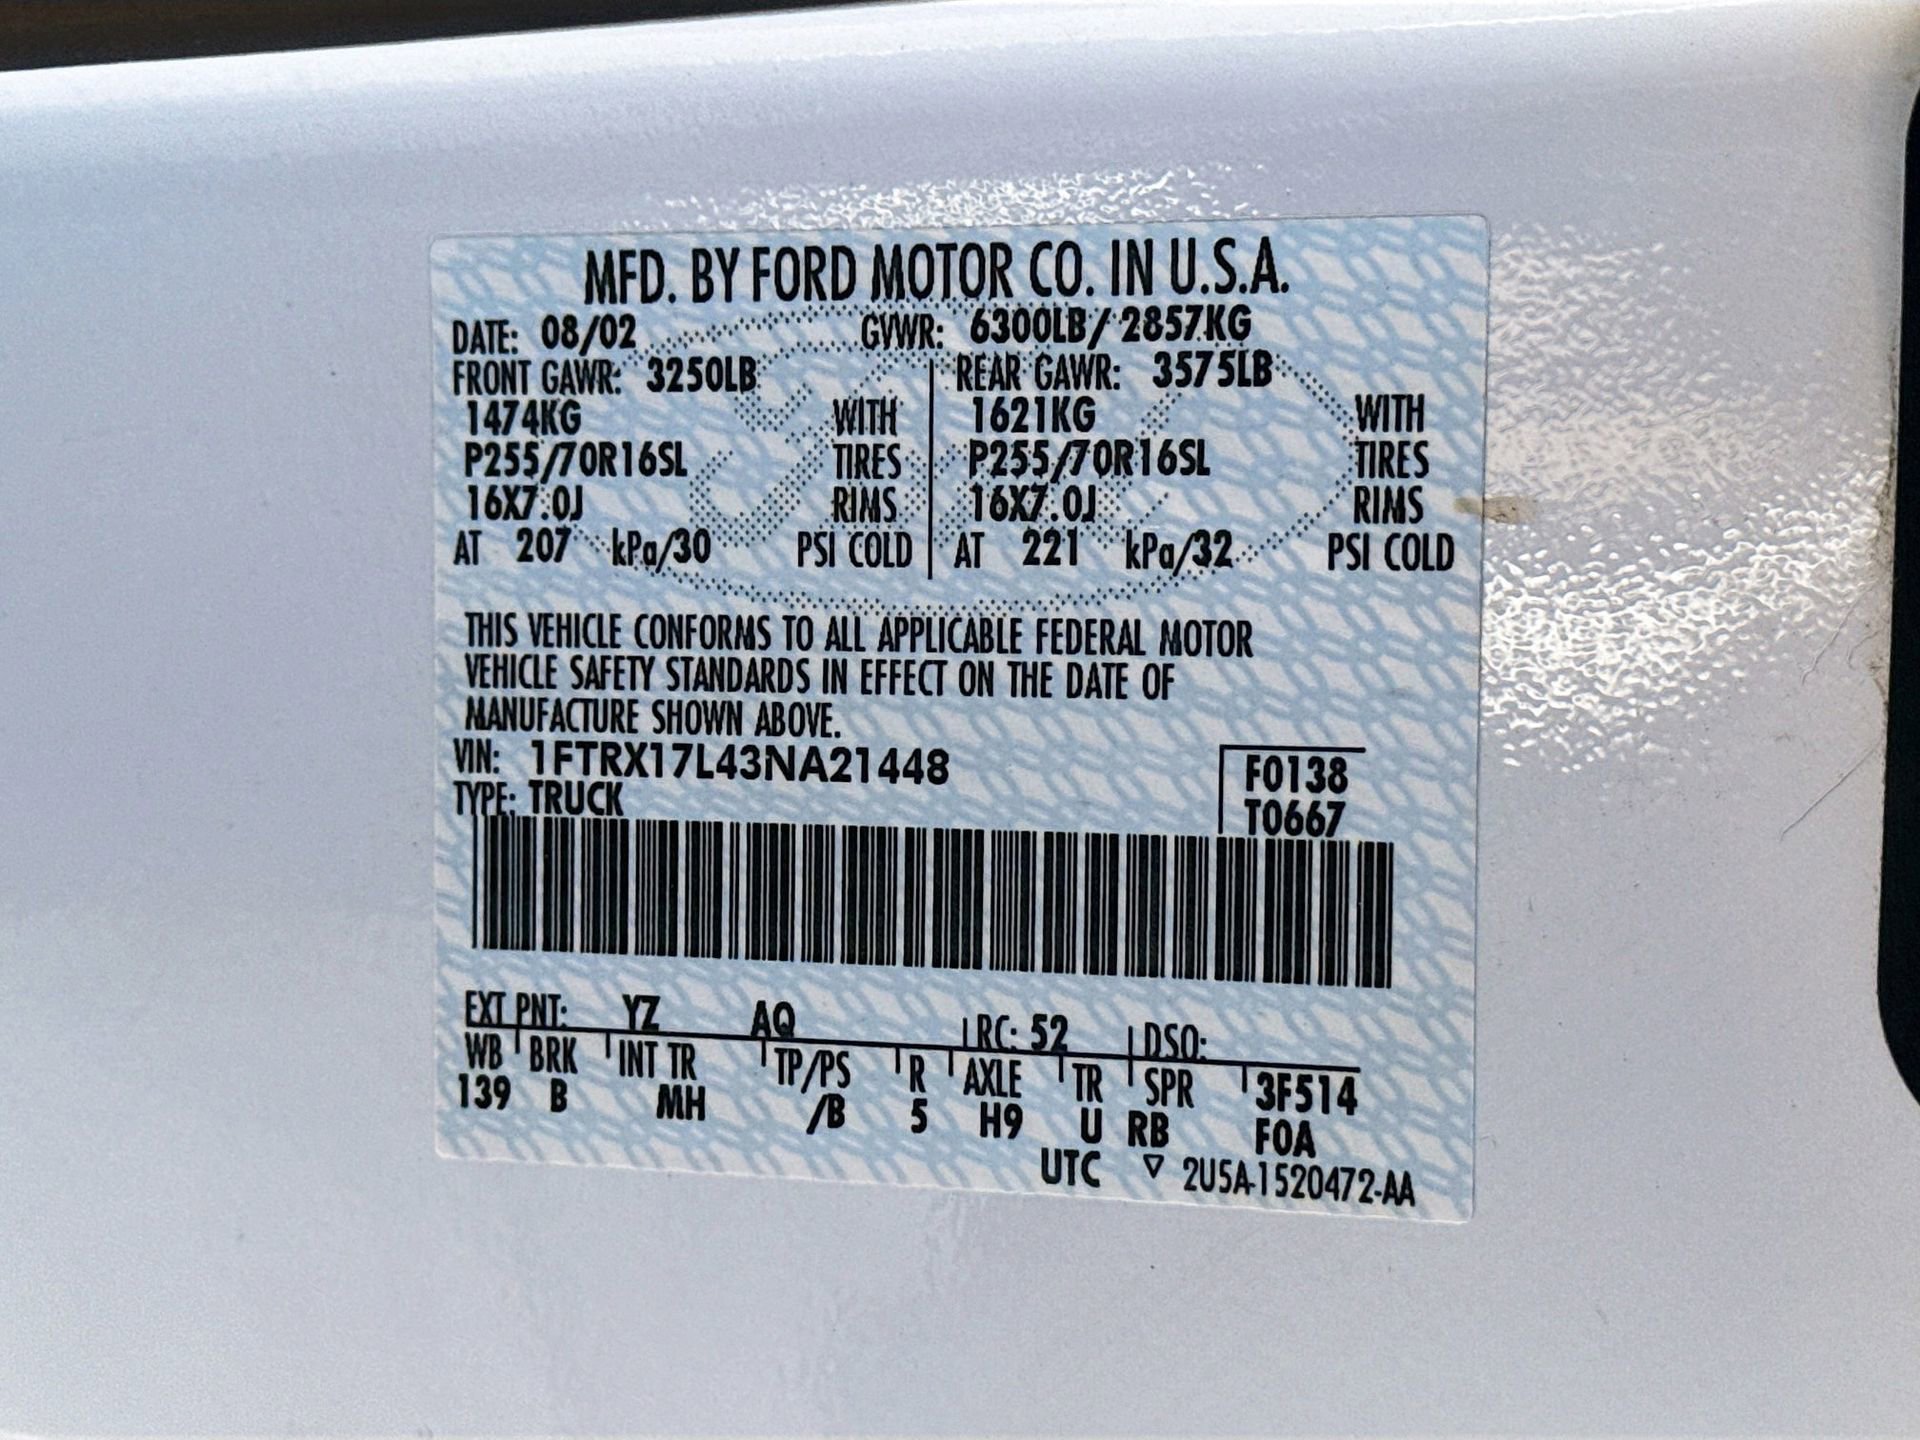 MFD. BY FORD MOTOR CO. IN U.S.A.
DATE: 08/02 GVWR: 6300LB/ 2857KG
FRONT GAWR: 3250LB REAR GAWR: 3575LB
1474KG WITH 1621KG WITH
P255/70R16SL TIRES P255/70R16SL TIRES
16X7.0J RIMS 16X7.0J RIMS
AT 207 kPa/30 PSI COLD AT 221 kPa/32 PSI COLD
THIS VEHICLE CONFORMS TO ALL APPLICABLE FEDERAL MOTOR
VEHICLE SAFETY STANDARDS IN EFFECT ON THE DATE OF
MANUFACTURE SHOWN ABOVE.
VIN: 1FTRX17L43NA21448 F0138
TYPE: TRUCK T0667
EXT PNT: YZ AQ RC: 52 DSO:
WB BRK INT TR TP/PS R AXLE TR SPR 3F514
139 B MH /B 5 H9 U RB FOA
UTC ▽ 2U5A-1520472-AA